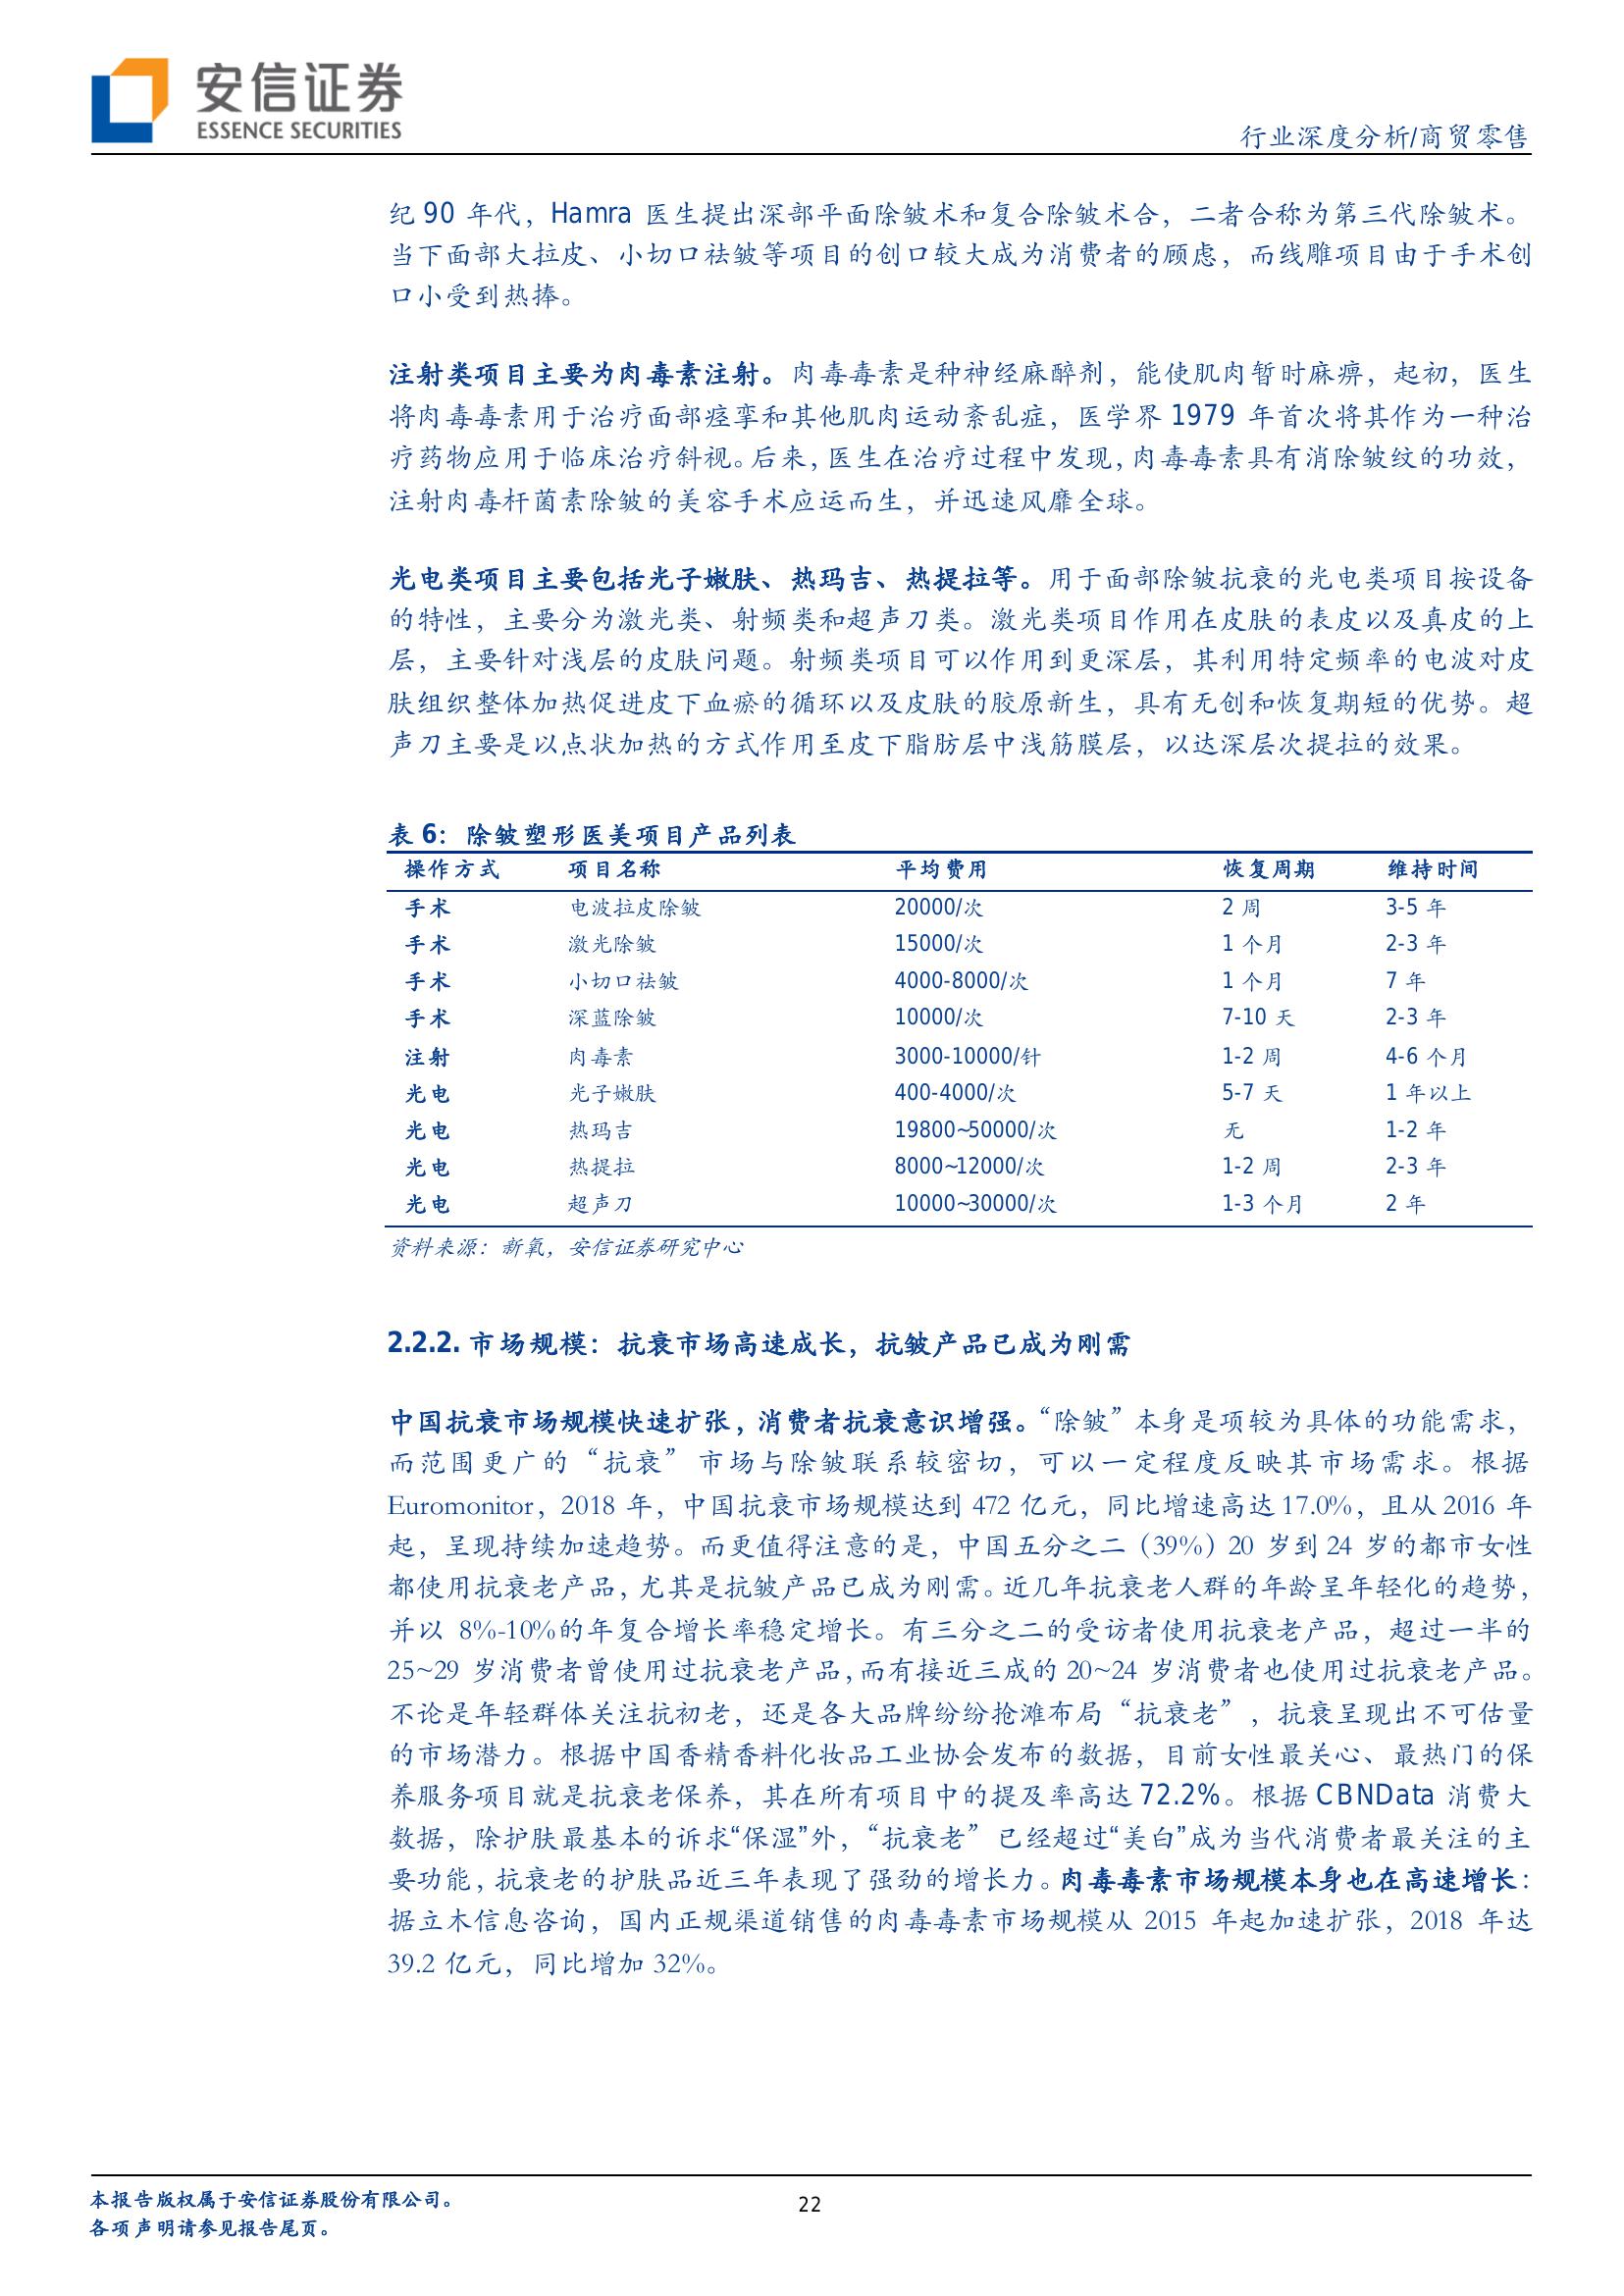 安信证券
ESSENCE SECURITIES
行业深度分析/商贸零售
纪 90 年代，Hamra 医生提出深部平面除皱术和复合除皱术合，二者合称为第三代除皱术。
当下面部大拉皮、小切口祛皱等项目的创口较大成为消费者的顾虑，而线雕项目由于手术创
口小受到热捧。
注射类项目主要为肉毒素注射。肉毒毒素是种神经麻醉剂，能使肌肉暂时麻痹，起初，医生
将肉毒毒素用于治疗面部痉挛和其他肌肉运动紊乱症，医学界 1979 年首次将其作为一种治
疗药物应用于临床治疗斜视。后来，医生在治疗过程中发现，肉毒毒素具有消除皱纹的功效，
注射肉毒杆菌素除皱的美容手术应运而生，并迅速风靡全球。
光电类项目主要包括光子嫩肤、热玛吉、热提拉等。用于面部除皱抗衰的光电类项目按设备
的特性，主要分为激光类、射频类和超声刀类。激光类项目作用在皮肤的表皮以及真皮的上
层，主要针对浅层的皮肤问题。射频类项目可以作用到更深层，其利用特定频率的电波对皮
肤组织整体加热促进皮下血瘀的循环以及皮肤的胶原新生，具有无创和恢复期短的优势。超
声刀主要是以点状加热的方式作用至皮下脂肪层中浅筋膜层，以达深层次提拉的效果。
表 6：除皱塑形医美项目产品列表
操作方式 项目名称 平均费用 恢复周期 维持时间
手术 电波拉皮除皱 20000/次 2 周 3-5 年
手术 激光除皱 15000/次 1 个月 2-3 年
手术 小切口祛皱 4000-8000/次 1 个月 7 年
手术 深蓝除皱 10000/次 7-10 天 2-3 年
注射 肉毒素 3000-10000/针 1-2 周 4-6 个月
光电 光子嫩肤 400-4000/次 5-7 天 1 年以上
光电 热玛吉 19800~50000/次 无 1-2 年
光电 热提拉 8000~12000/次 1-2 周 2-3 年
光电 超声刀 10000~30000/次 1-3 个月 2 年
资料来源：新氧，安信证券研究中心
2.2.2. 市场规模：抗衰市场高速成长，抗皱产品已成为刚需
中国抗衰市场规模快速扩张，消费者抗衰意识增强。“除皱”本身是项较为具体的功能需求，
而范围更广的“抗衰”市场与除皱联系较密切，可以一定程度反映其市场需求。根据
Euromonitor，2018 年，中国抗衰市场规模达到 472 亿元，同比增速高达 17.0%，且从 2016 年
起，呈现持续加速趋势。而更值得注意的是，中国五分之二（39%）20 岁到 24 岁的都市女性
都使用抗衰老产品，尤其是抗皱产品已成为刚需。近几年抗衰老人群的年龄呈年轻化的趋势，
并以 8%-10%的年复合增长率稳定增长。有三分之二的受访者使用抗衰老产品，超过一半的
25~29 岁消费者曾使用过抗衰老产品，而有接近三成的 20~24 岁消费者也使用过抗衰老产品。
不论是年轻群体关注抗初老，还是各大品牌纷纷抢滩布局“抗衰老”，抗衰呈现出不可估量
的市场潜力。根据中国香精香料化妆品工业协会发布的数据，目前女性最关心、最热门的保
养服务项目就是抗衰老保养，其在所有项目中的提及率高达 72.2%。根据 CBNData 消费大
数据，除护肤最基本的诉求“保湿”外，“抗衰老”已经超过“美白”成为当代消费者最关注的主
要功能，抗衰老的护肤品近三年表现了强劲的增长力。肉毒毒素市场规模本身也在高速增长：
据立木信息咨询，国内正规渠道销售的肉毒毒素市场规模从 2015 年起加速扩张，2018 年达
39.2 亿元，同比增加 32%。
本报告版权属于安信证券股份有限公司。
各项声明请参见报告尾页。
22